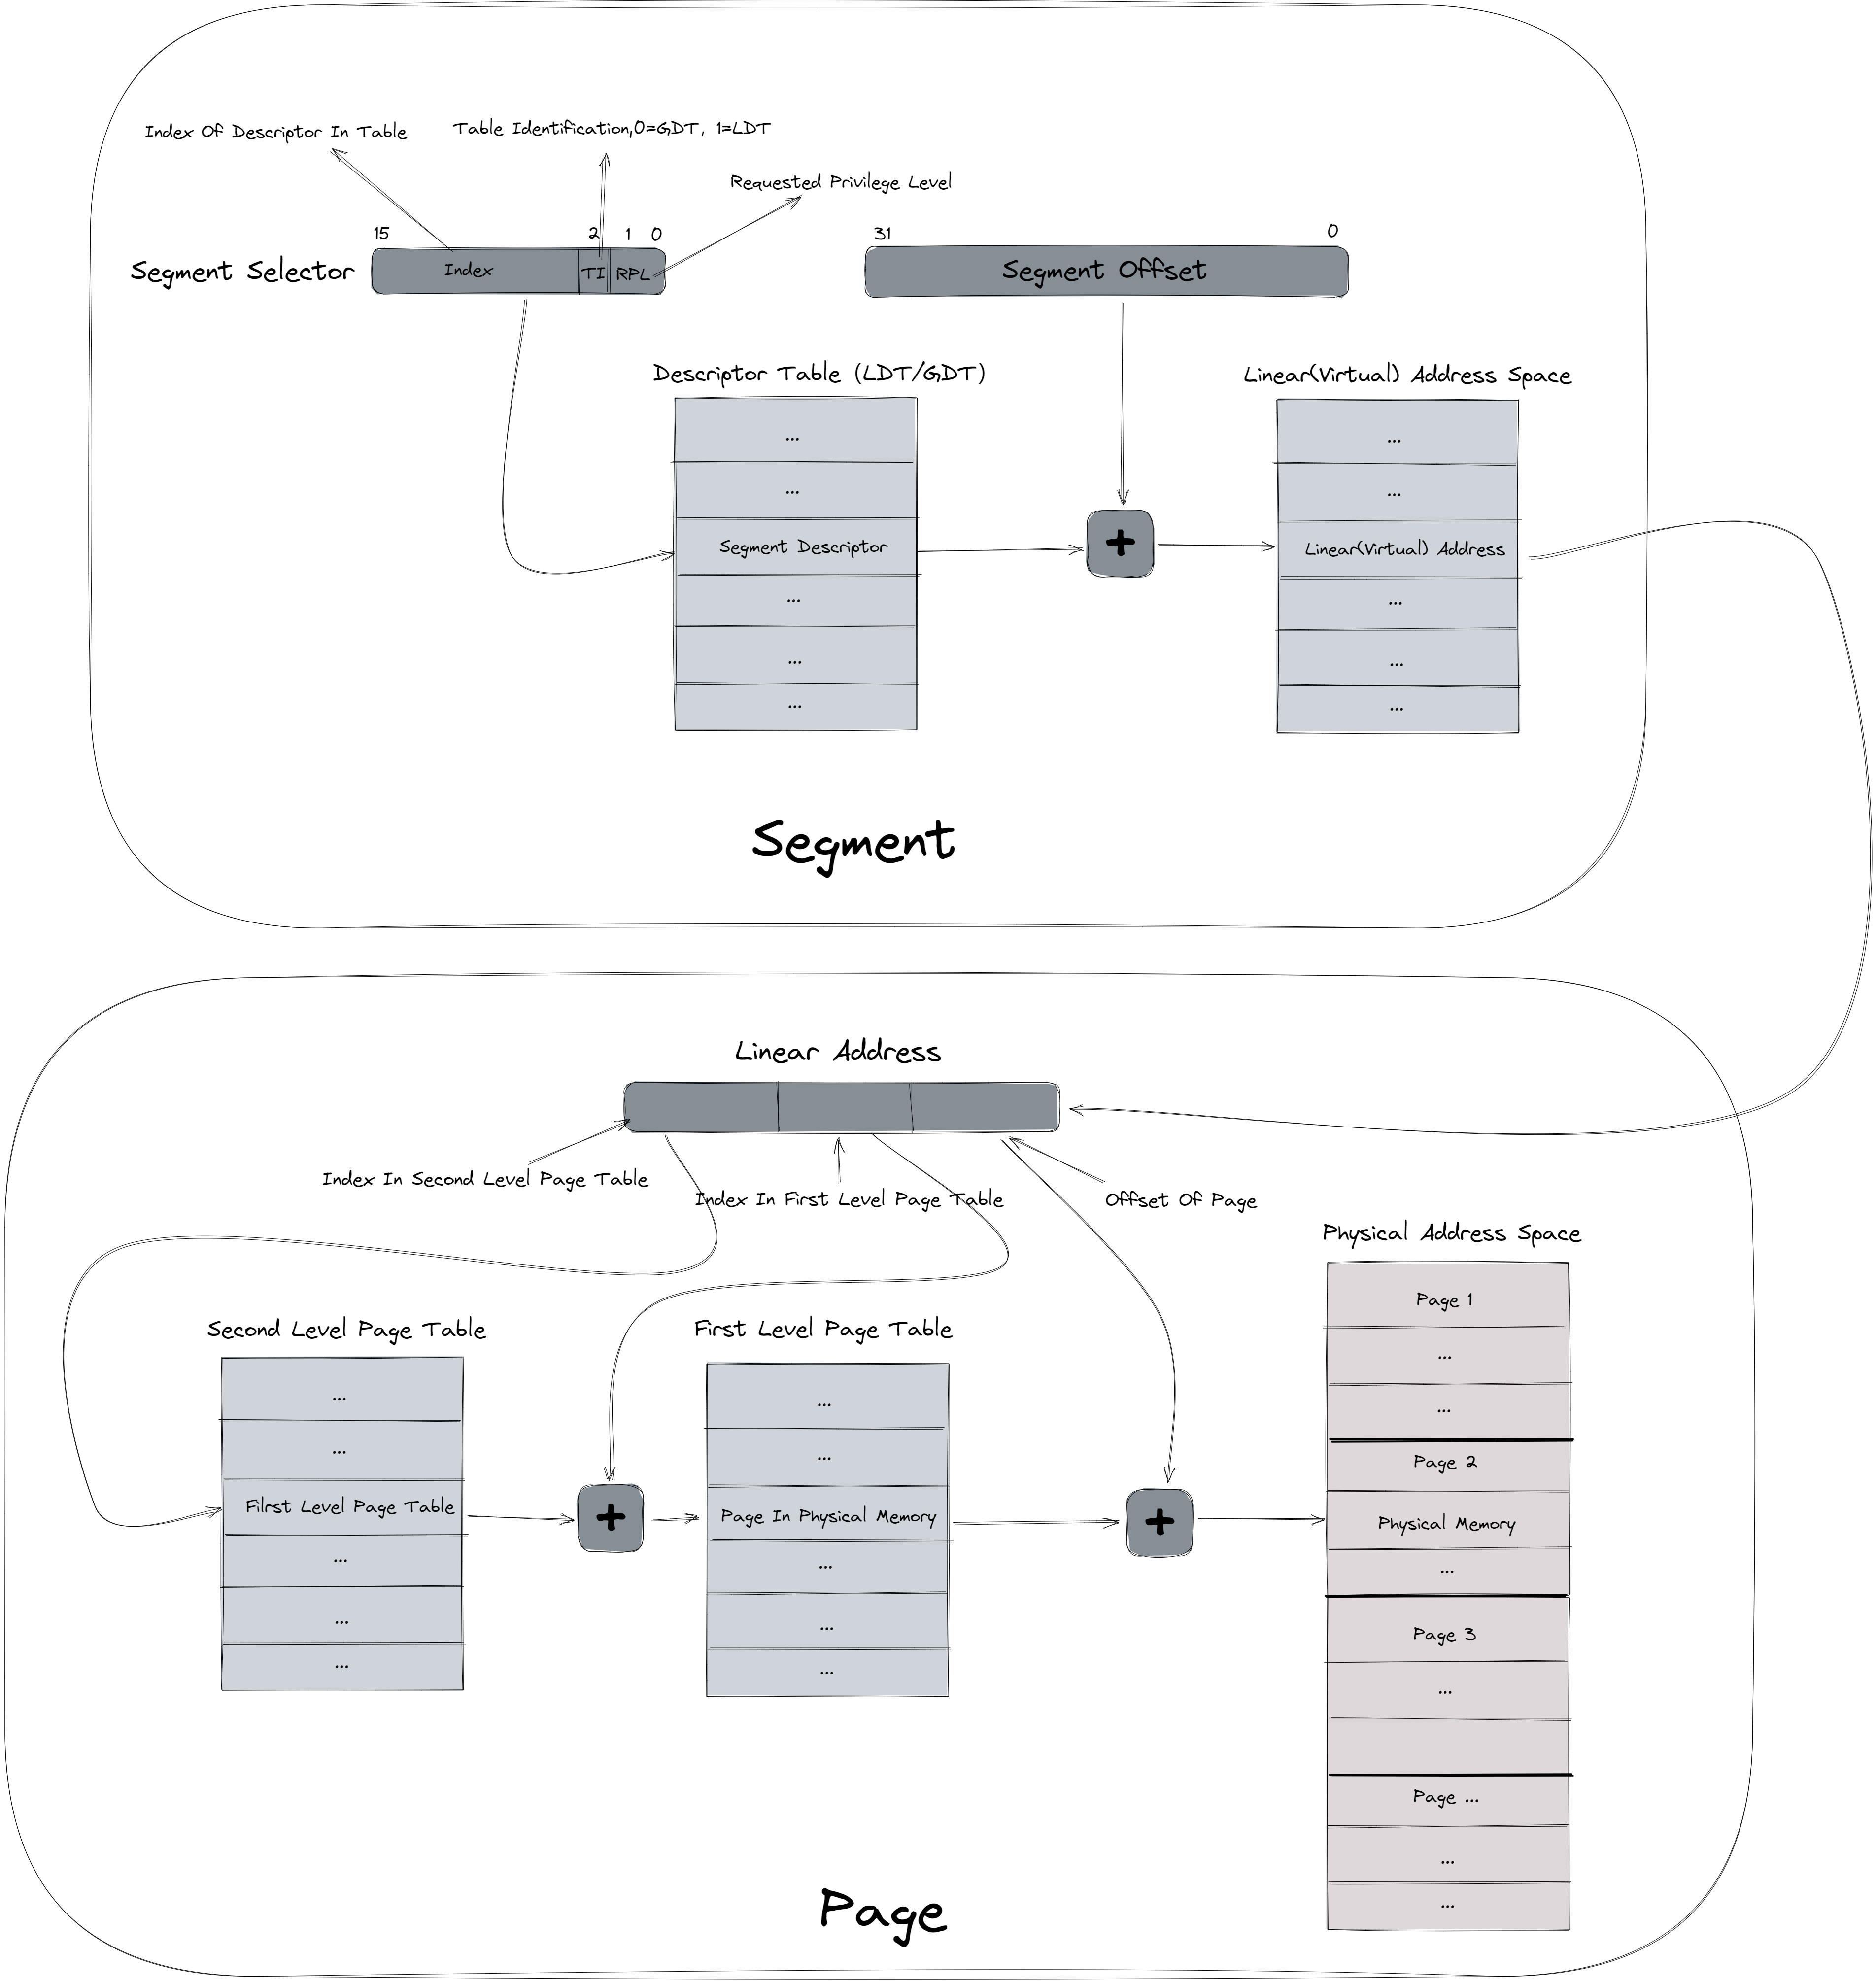 Index Of Descriptor In Table
Table Identification,0=GDT, 1=LDT
Requested Privilege Level
15
2
1
0
31
0
Segment Selector
Index
TI
RPL
Segment Offset
Descriptor Table (LDT/GDT)
Linear(Virtual) Address Space
...
...
...
...
Segment Descriptor
Linear(Virtual) Address
...
...
...
...
...
...
Segment
Linear Address
Index In Second Level Page Table
Index In First Level Page Table
Offset Of Page
Physical Address Space
Second Level Page Table
First Level Page Table
...
...
Filrst Level Page Table
...
...
...
...
...
Page In Physical Memory
...
...
...
Page 1
...
...
Page 2
Physical Memory
...
Page 3
...
Page ...
...
...
Page